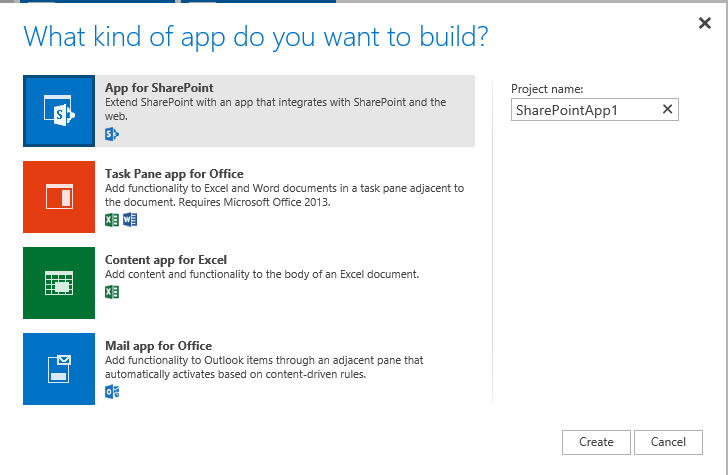 What kind of app do you want to build?
App for SharePoint
Extend SharePoint with an app that integrates with SharePoint and the
web.
Task Pane app for Office
Add functionality to Excel and Word documents in a task pane adjacent to
the document. Requires Microsoft Office 2013.
Content app for Excel
Add content and functionality to the body of an Excel document.
Mail app for Office
Add functionality to Outlook items through an adjacent pane that
automatically activates based on content-driven rules.
Project name:
SharePointApp1
Create
Cancel